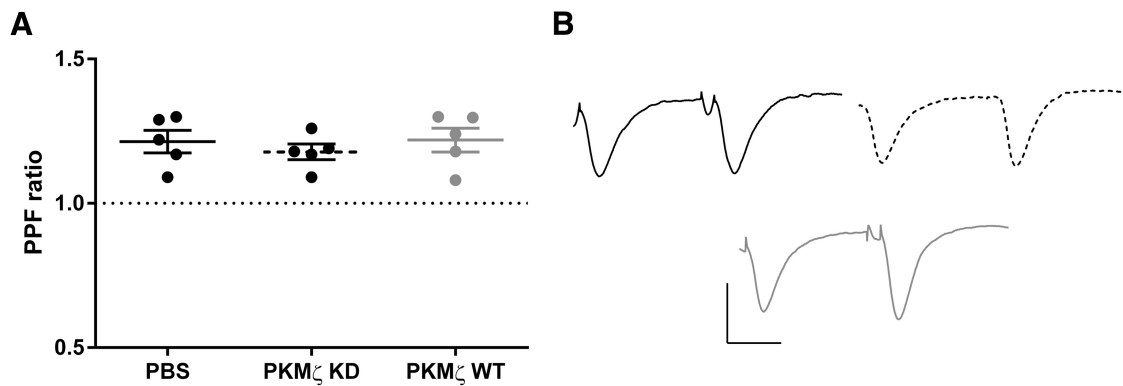 A
B
PPF ratio
1.5
1.0
0.5
PBS
PKMζ KD
PKMζ WT